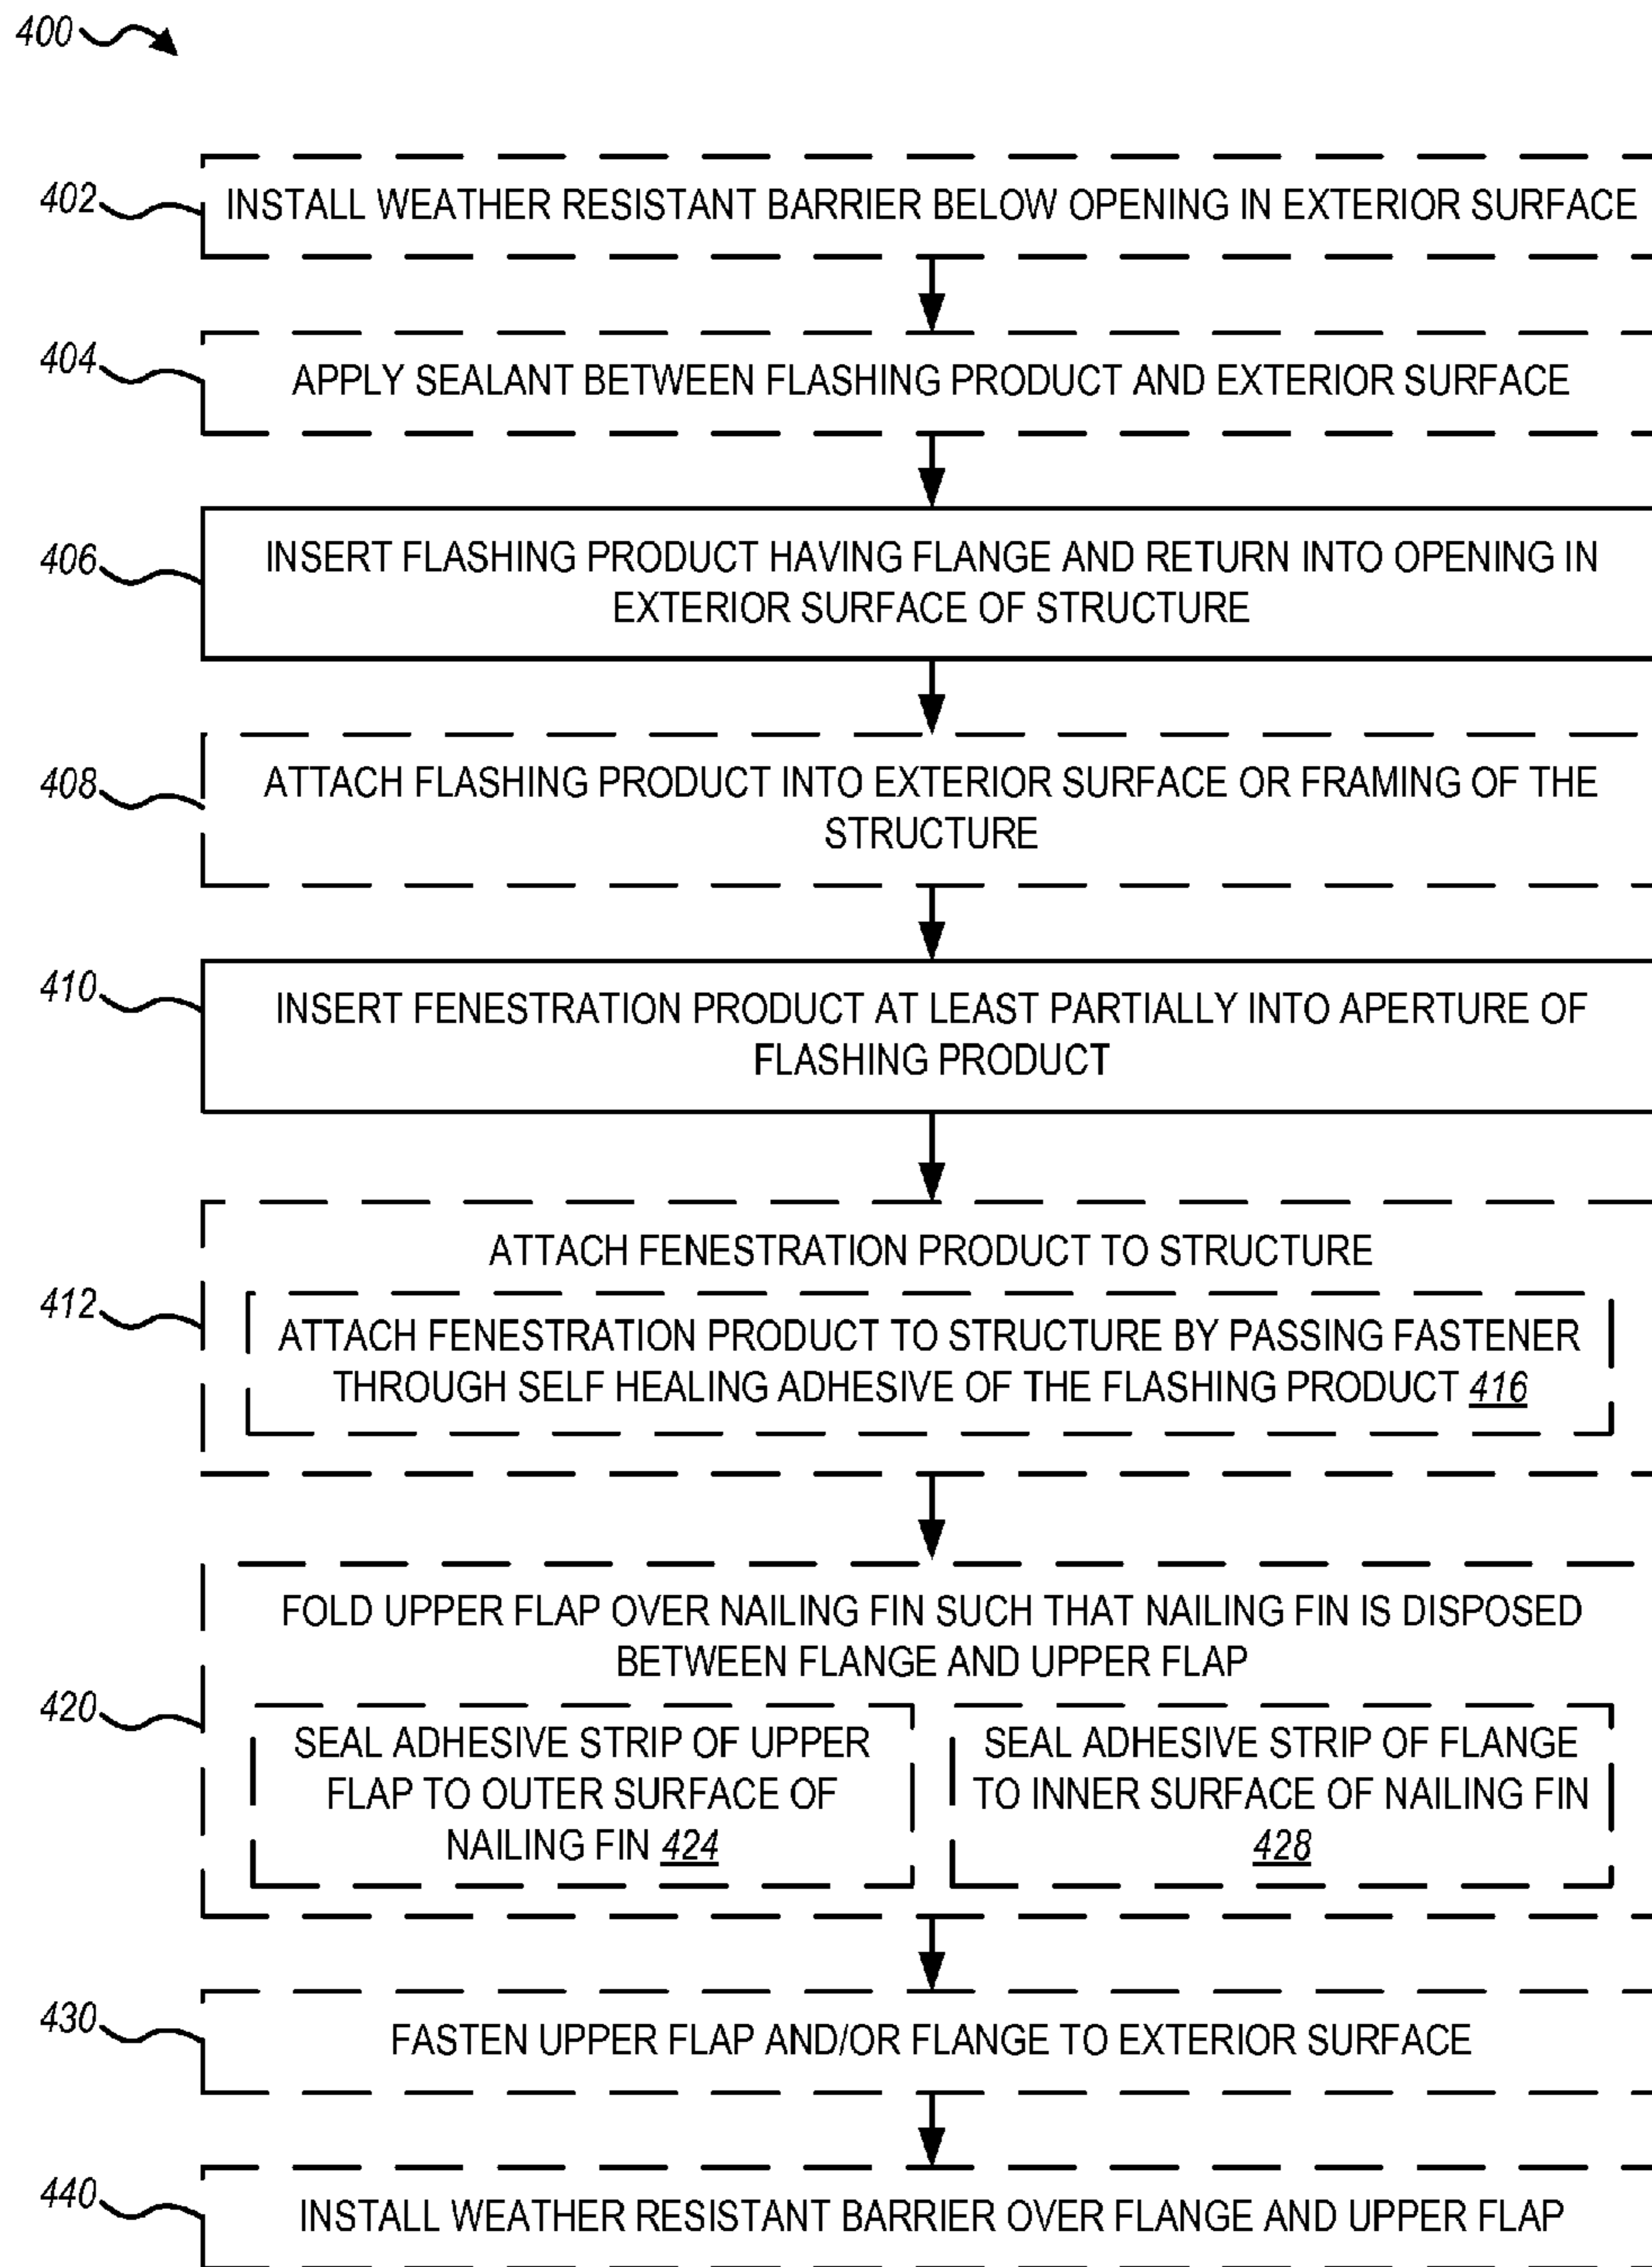 400
402
INSTALL WEATHER RESISTANT BARRIER BELOW OPENING IN EXTERIOR SURFACE
404
APPLY SEALANT BETWEEN FLASHING PRODUCT AND EXTERIOR SURFACE
406
INSERT FLASHING PRODUCT HAVING FLANGE AND RETURN INTO OPENING IN
EXTERIOR SURFACE OF STRUCTURE
408
ATTACH FLASHING PRODUCT INTO EXTERIOR SURFACE OR FRAMING OF THE
STRUCTURE
410
INSERT FENESTRATION PRODUCT AT LEAST PARTIALLY INTO APERTURE OF
FLASHING PRODUCT
412
ATTACH FENESTRATION PRODUCT TO STRUCTURE
ATTACH FENESTRATION PRODUCT TO STRUCTURE BY PASSING FASTENER
THROUGH SELF HEALING ADHESIVE OF THE FLASHING PRODUCT 416
420
FOLD UPPER FLAP OVER NAILING FIN SUCH THAT NAILING FIN IS DISPOSED
BETWEEN FLANGE AND UPPER FLAP
SEAL ADHESIVE STRIP OF UPPER
FLAP TO OUTER SURFACE OF
NAILING FIN 424
SEAL ADHESIVE STRIP OF FLANGE
TO INNER SURFACE OF NAILING FIN
428
430
FASTEN UPPER FLAP AND/OR FLANGE TO EXTERIOR SURFACE
440
INSTALL WEATHER RESISTANT BARRIER OVER FLANGE AND UPPER FLAP